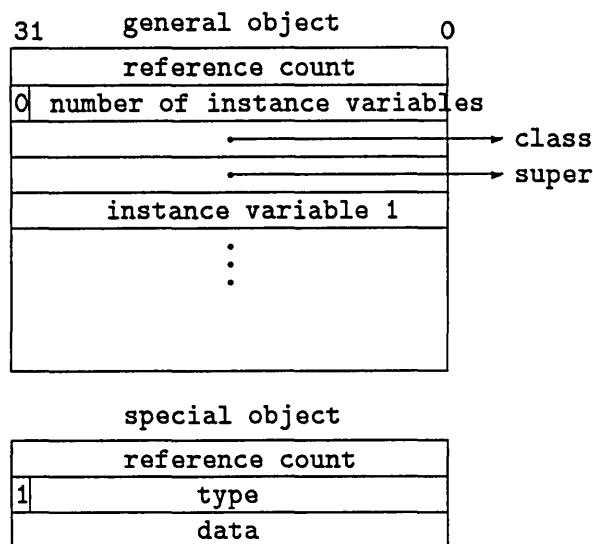 general object
31 0
reference count
0 number of instance variables
class
super
instance variable 1
special object
reference count
1 type
data